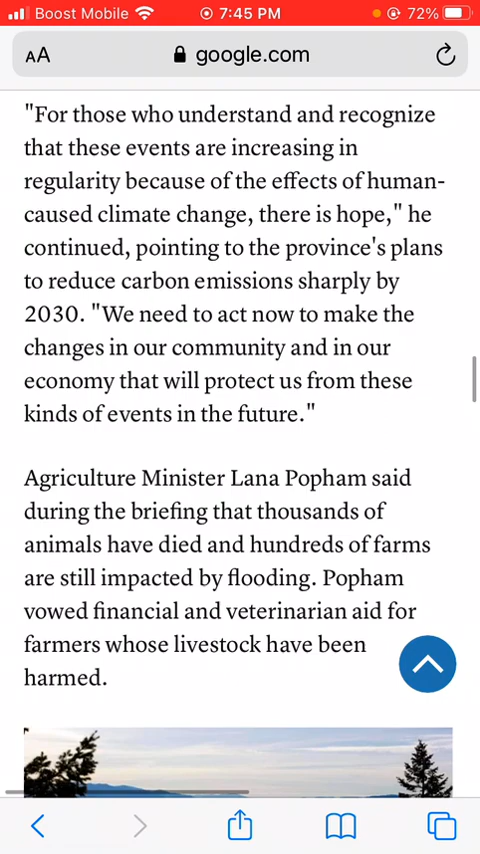 Boost Mobile 7:45 PM 72%
AA google.com
"For those who understand and recognize
that these events are increasing in
regularity because of the effects of human-
caused climate change, there is hope," he
continued, pointing to the province's plans
to reduce carbon emissions sharply by
2030. "We need to act now to make the
changes in our community and in our
economy that will protect us from these
kinds of events in the future."
Agriculture Minister Lana Popham said
during the briefing that thousands of
animals have died and hundreds of farms
are still impacted by flooding. Popham
vowed financial and veterinarian aid for
farmers whose livestock have been
harmed.